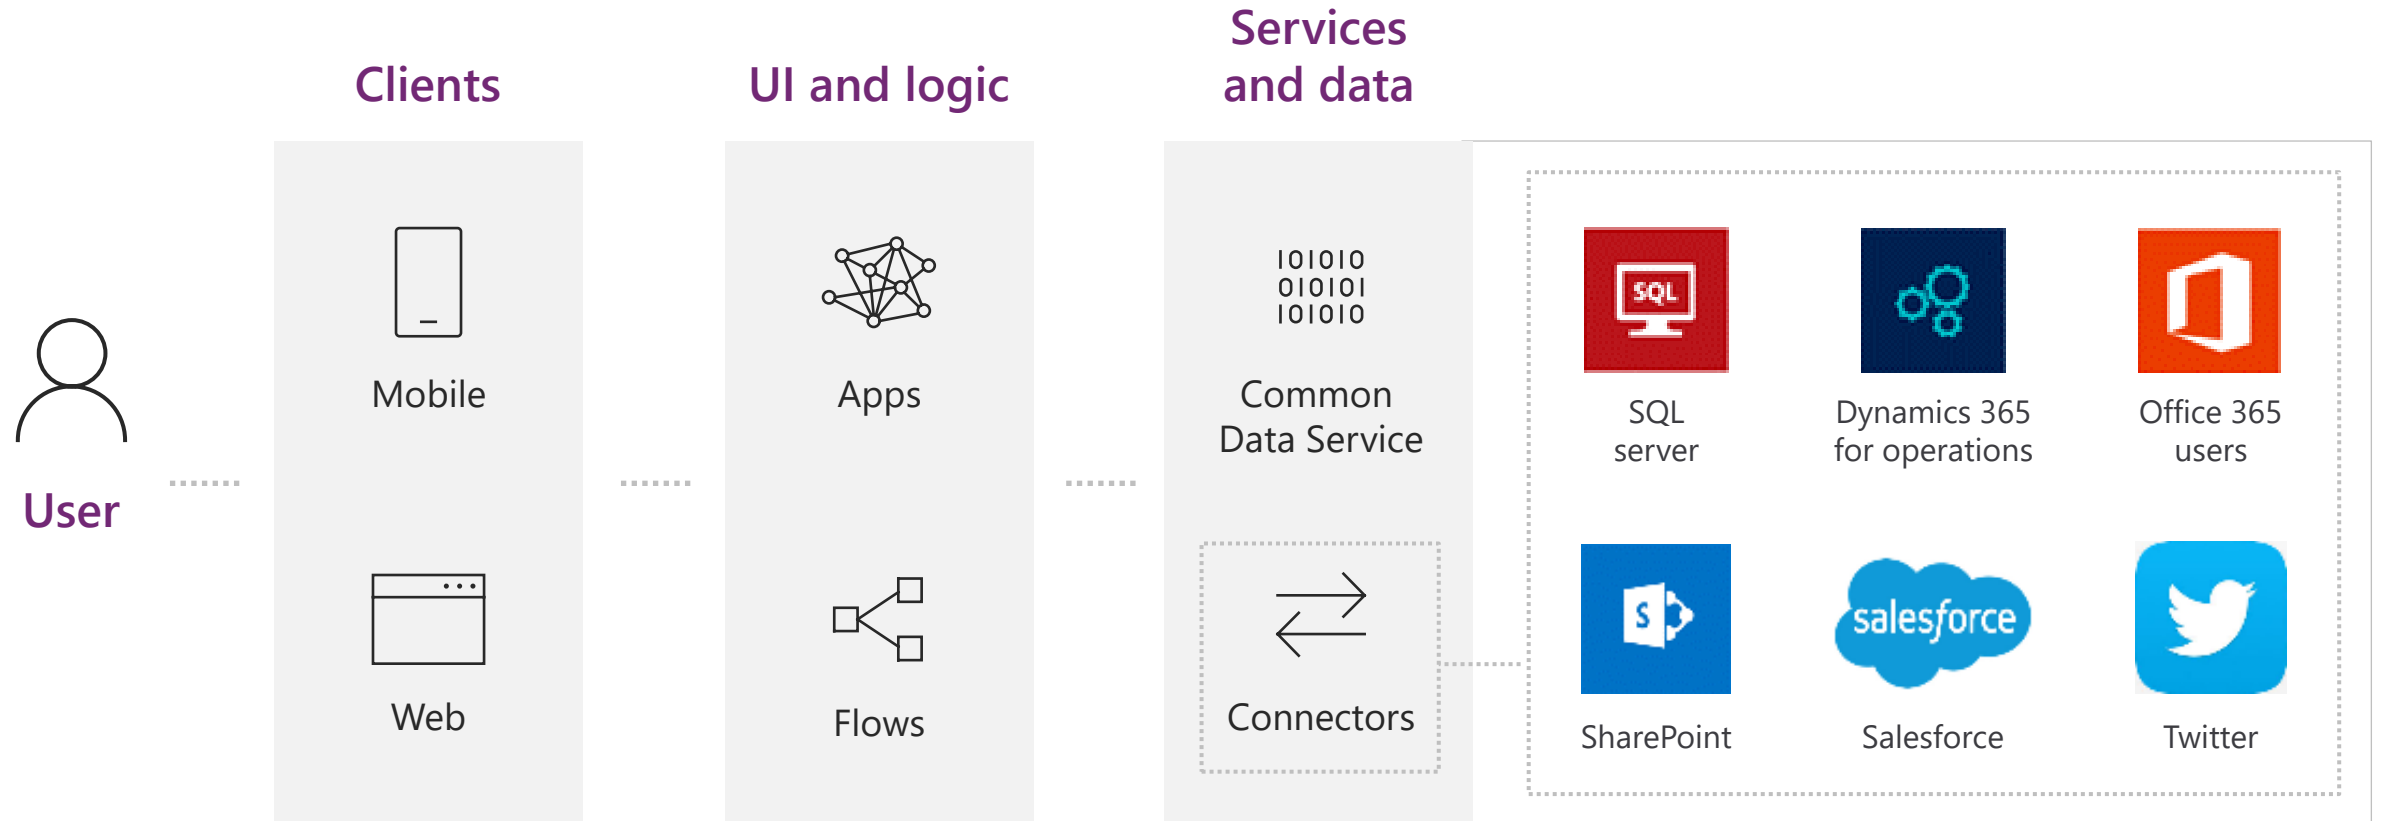 Services
and data
Clients
UI and logic
User
Mobile
Web
Apps
Flows
101010
010101
101010
Common
Data Service
Connectors
SQL
SQL
server
Dynamics 365
for operations
Office 365
users
S
SharePoint
salesforce
Salesforce
Twitter